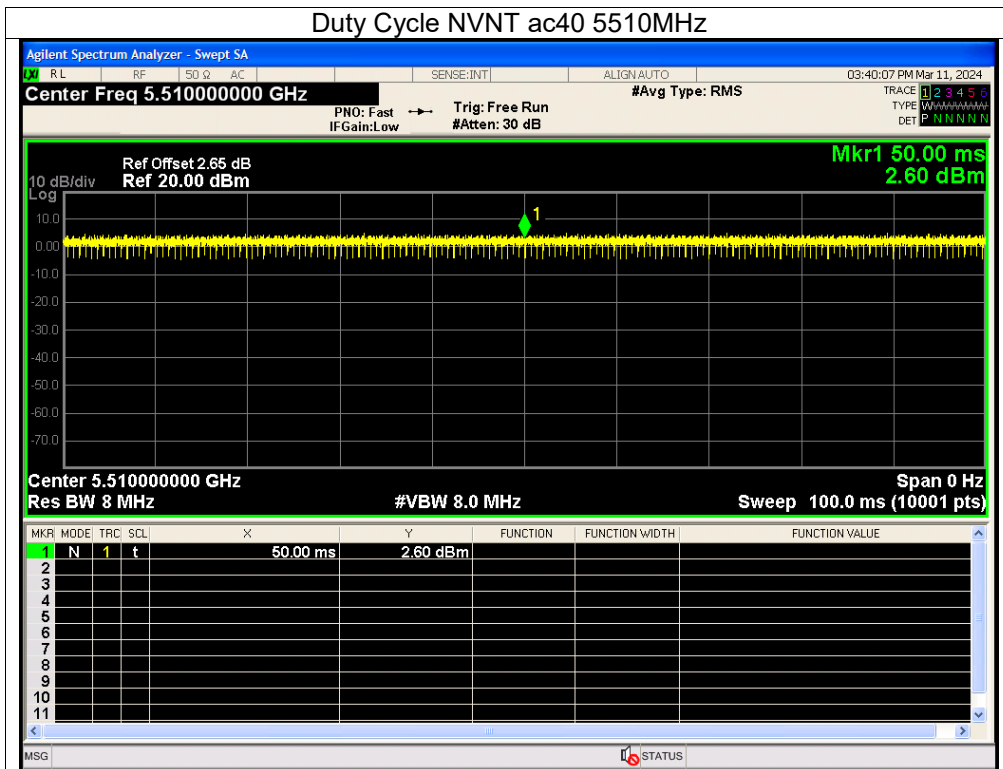 Duty Cycle NVNT ac40 5510MHz
Agilent Spectrum Analyzer - Swept SA
LXI RL RF 50 Ω AC SENSE:INT ALIGN AUTO 03:40:07 PM Mar 11, 2024
Center Freq 5.510000000 GHz #Avg Type: RMS TRACE 1 2 3 4 5 6
PNO: Fast Trig: Free Run TYPE WWWWWW
IFGain:Low #Atten: 30 dB DET P N N N N N
Mkr1 50.00 ms
Ref Offset 2.65 dB
10 dB/div Ref 20.00 dBm 2.60 dBm
Log
10.0
1
0.00
-10.0
-20.0
-30.0
-40.0
-50.0
-60.0
-70.0
Center 5.510000000 GHz Span 0 Hz
Res BW 8 MHz #VBW 8.0 MHz Sweep 100.0 ms (10001 pts)
MKR MODE TRC SCL X Y FUNCTION FUNCTION WIDTH FUNCTION VALUE
1 N 1 t 50.00 ms 2.60 dBm
2
3
4
5
6
7
8
9
10
11
MSG STATUS